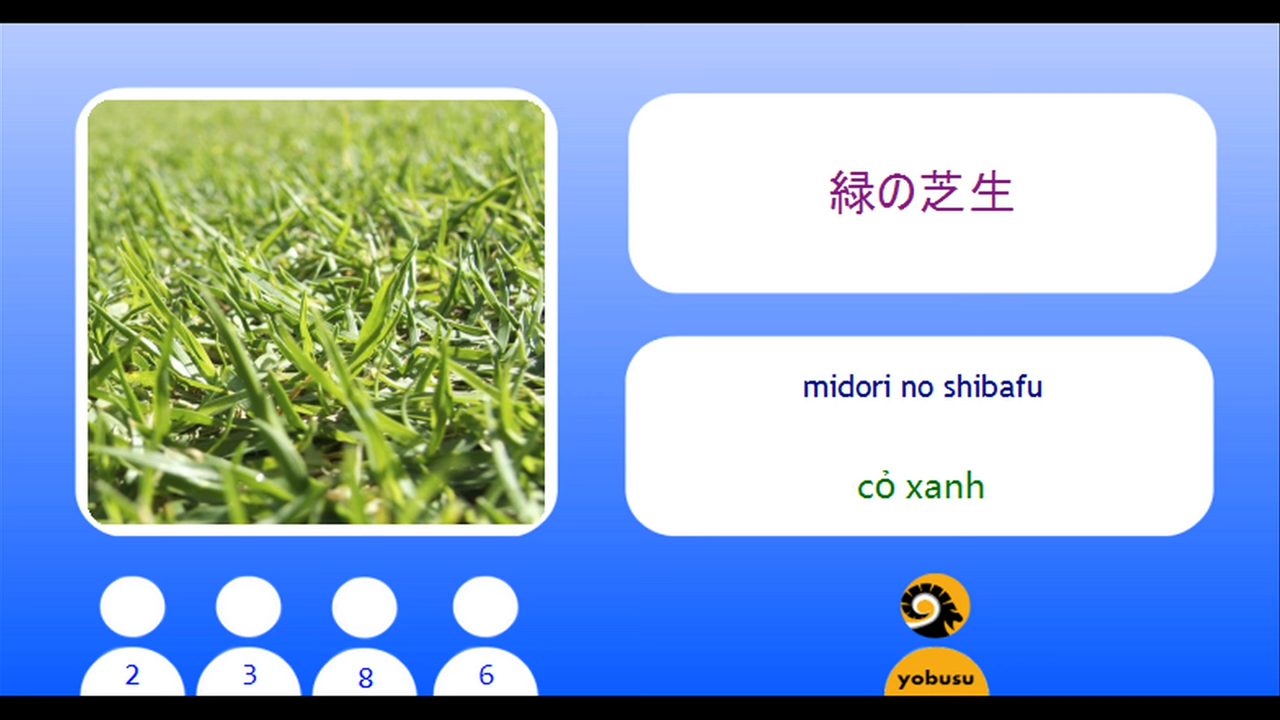 緑の芝生
midori no shibafu
cỏ xanh
2 3 8 6
yobusu